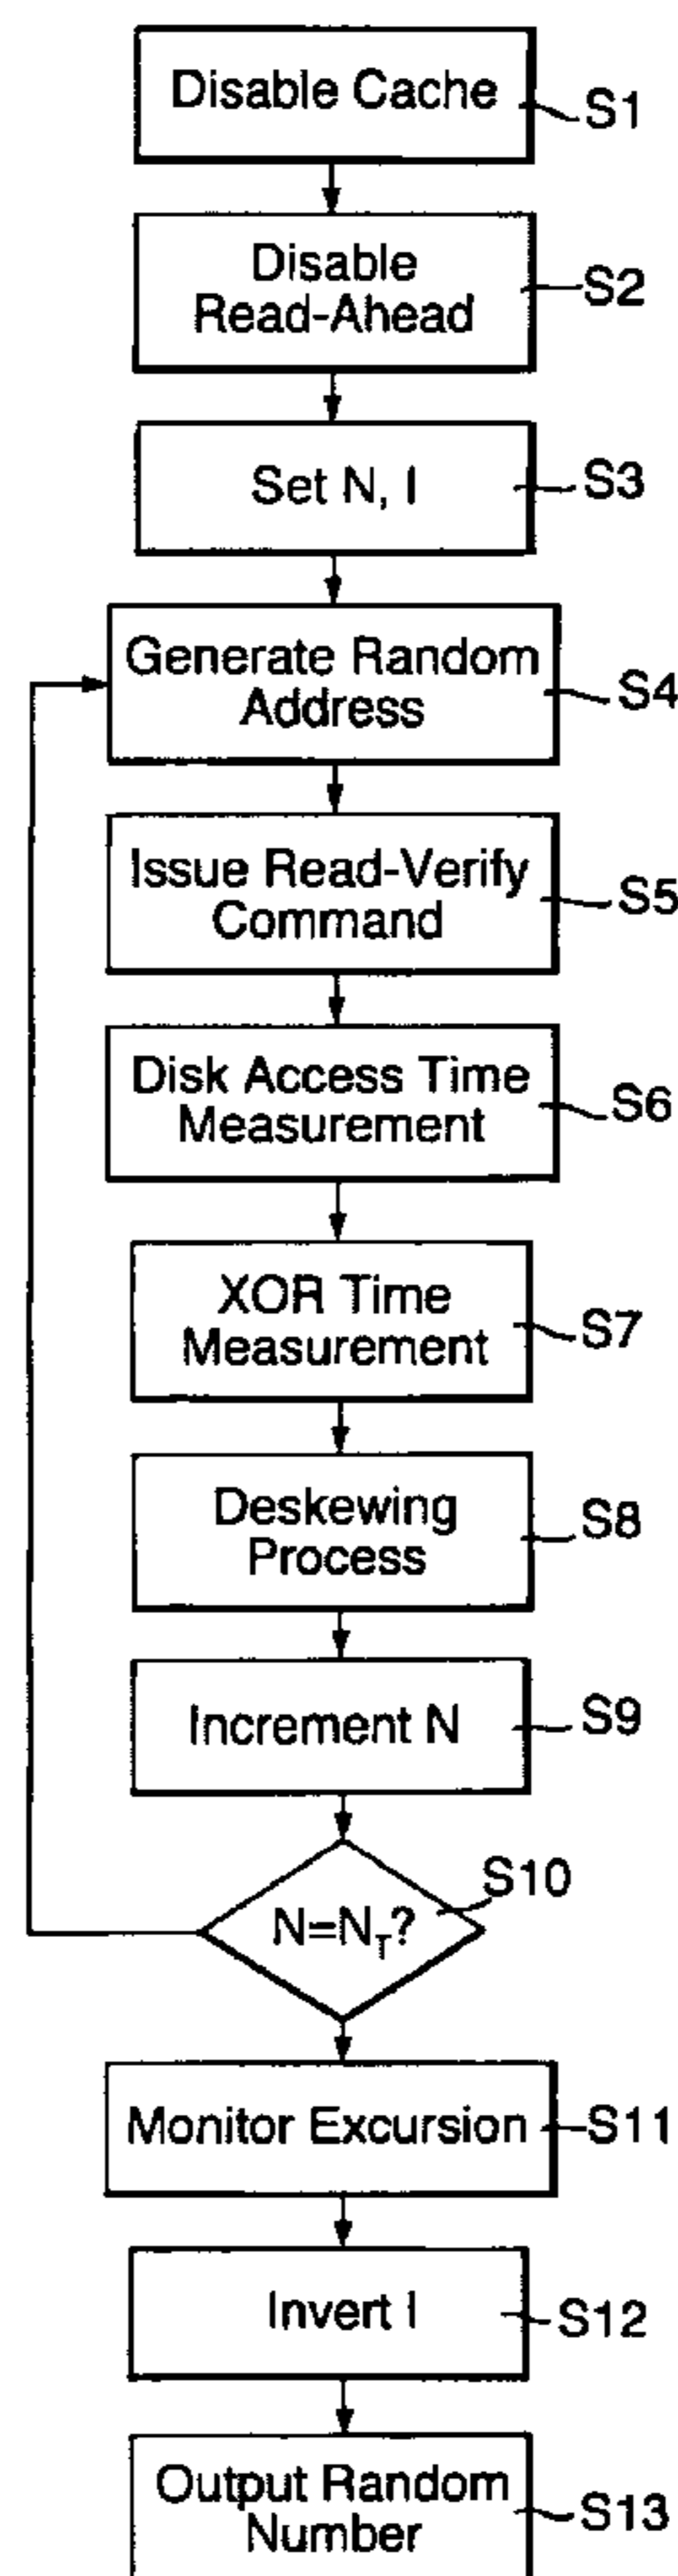 Disable Cache
S1
Disable
Read-Ahead
S2
Set N, I
S3
Generate Random
Address
S4
Issue Read-Verify
Command
S5
Disk Access Time
Measurement
S6
XOR Time
Measurement
S7
Deskewing
Process
S8
Increment N
S9
S10
N=N_T?
Monitor Excursion
S11
Invert I
S12
Output Random
Number
S13